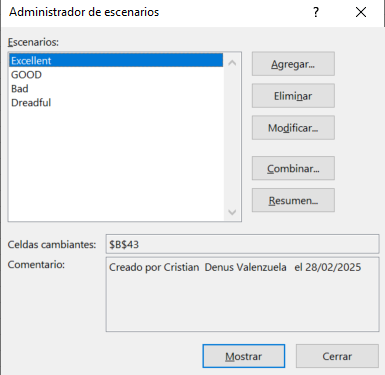 Administrador de escenarios
Escenarios:
Excellent
GOOD
Bad
Dreadful
Agregar...
Eliminar
Modificar...
Combinar...
Resumen...
Celdas cambiantes: $B$43
Comentario: Creado por Cristian Denus Valenzuela el 28/02/2025
Mostrar Cerrar